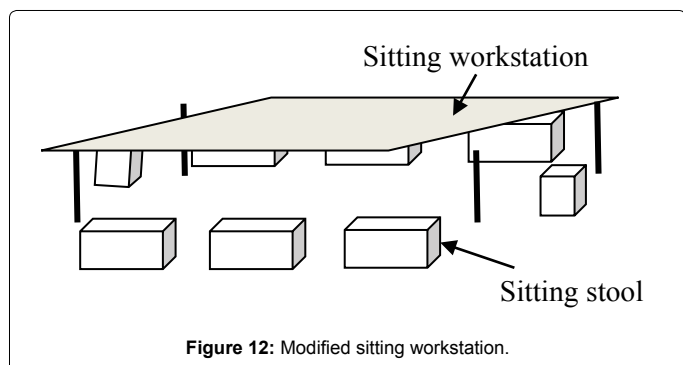 Sitting workstation
Sitting stool
Figure 12: Modified sitting workstation.